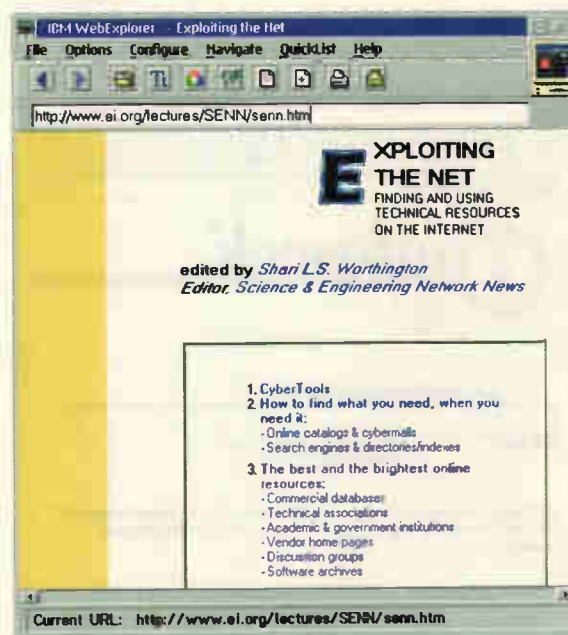 IBM WebExplorer - Exploiting the Net
File Options Configure Navigate QuickList Help
http://www.ei.org/lectures/SENN/senn.htm
EXPLOITING
THE NET
FINDING AND USING
TECHNICAL RESOURCES
ON THE INTERNET
edited by Shari L.S. Worthington
Editor, Science & Engineering Network News
1. CyberTools
2. How to find what you need, when you
need it:
- Online catalogs & cybermalls
- Search engines & directories/indexes
3. The best and the brightest online
resources:
- Commercial databases
- Technical associations
- Academic & government institutions
- Vendor home pages
- Discussion groups
- Software archives
Current URL: http://www.ei.org/lectures/SENN/senn.htm